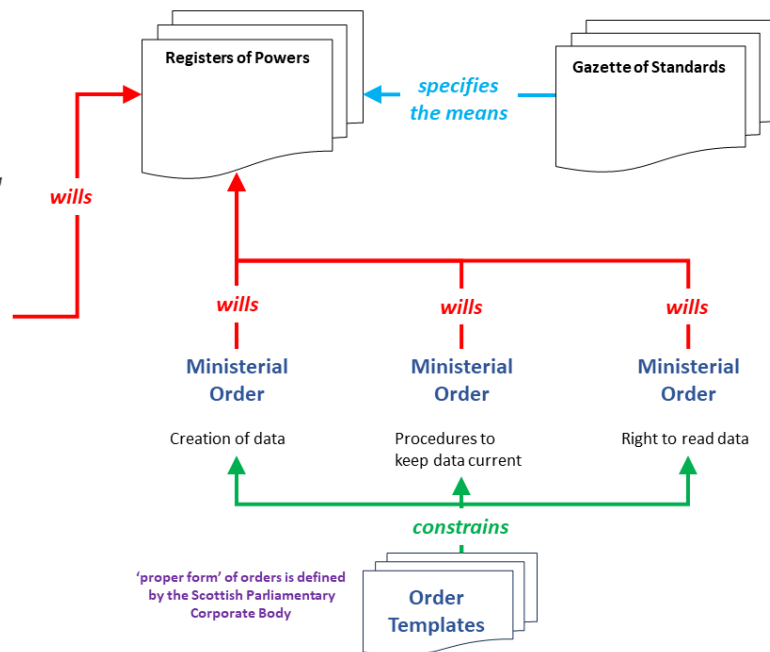 Registers of Powers
Gazette of Standards
specifies
the means
wills
wills
wills
wills
Ministerial
Order
Ministerial
Order
Ministerial
Order
Creation of data
Procedures to
keep data current
Right to read data
constrains
‘proper form’ of orders is defined
by the Scottish Parliamentary
Corporate Body
Order
Templates